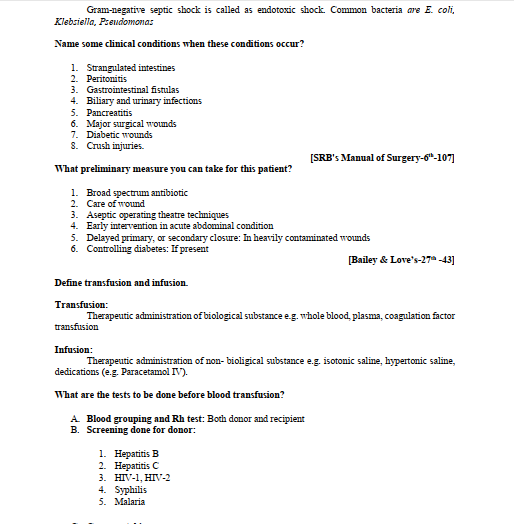 Gram-negative septic shock is called as endotoxic shock. Common bacteria are E. coli,
Klebsiella, Pseudomonas
Name some clinical conditions when these conditions occur?
1. Strangulated intestines
2. Peritonitis
3. Gastrointestinal fistulas
4. Biliary and urinary infections
5. Pancreatitis
6. Major surgical wounds
7. Diabetic wounds
8. Crush injuries.
[SRB's Manual of Surgery-6th-107]
What preliminary measure you can take for this patient?
1. Broad spectrum antibiotic
2. Care of wound
3. Aseptic operating theatre techniques
4. Early intervention in acute abdominal condition
5. Delayed primary, or secondary closure: In heavily contaminated wounds
6. Controlling diabetes: If present
[Bailey & Love's-27th -43]
Define transfusion and infusion.
Transfusion:
Therapeutic administration of biological substance e.g. whole blood, plasma, coagulation factor
transfusion
Infusion:
Therapeutic administration of non- bioligical substance e.g. isotonic saline, hypertonic saline,
dedications (e.g. Paracetamol IV).
What are the tests to be done before blood transfusion?
A. Blood grouping and Rh test: Both donor and recipient
B. Screening done for donor:
1. Hepatitis B
2. Hepatitis C
3. HIV-1, HIV-2
4. Syphilis
5. Malaria